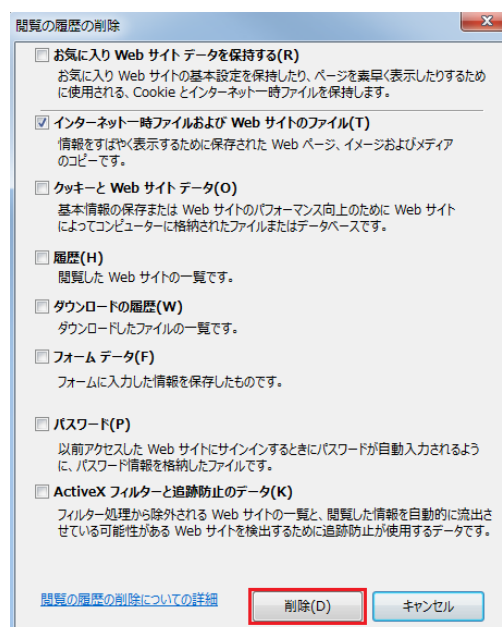 閲覧の履歴の削除
お気に入り Web サイト データを保持する(R)
お気に入り Web サイトの基本設定を保持したり、ページを素早く表示したりするため
に使用される、Cookie とインターネット一時ファイルを保持します。
インターネット一時ファイルおよび Web サイトのファイル(T)
情報をすばやく表示するために保存された Web ページ、イメージおよびメディア
のコピーです。
クッキーと Web サイト データ(O)
基本情報の保存または Web サイトのパフォーマンス向上のために Web サイト
によってコンピューターに格納されたファイルまたはデータベースです。
履歴(H)
閲覧した Web サイトの一覧です。
ダウンロードの履歴(W)
ダウンロードしたファイルの一覧です。
フォーム データ(F)
フォームに入力した情報を保存したものです。
パスワード(P)
以前アクセスした Web サイトにサインインするときにパスワードが自動入力されるよう
に、パスワード情報を格納したファイルです。
ActiveX フィルターと追跡防止のデータ(K)
フィルター処理から除外される Web サイトの一覧と、閲覧した情報を自動的に流出さ
せている可能性がある Web サイトを検出するために追跡防止が使用するデータです。
閲覧の履歴の削除についての詳細
削除(D)
キャンセル